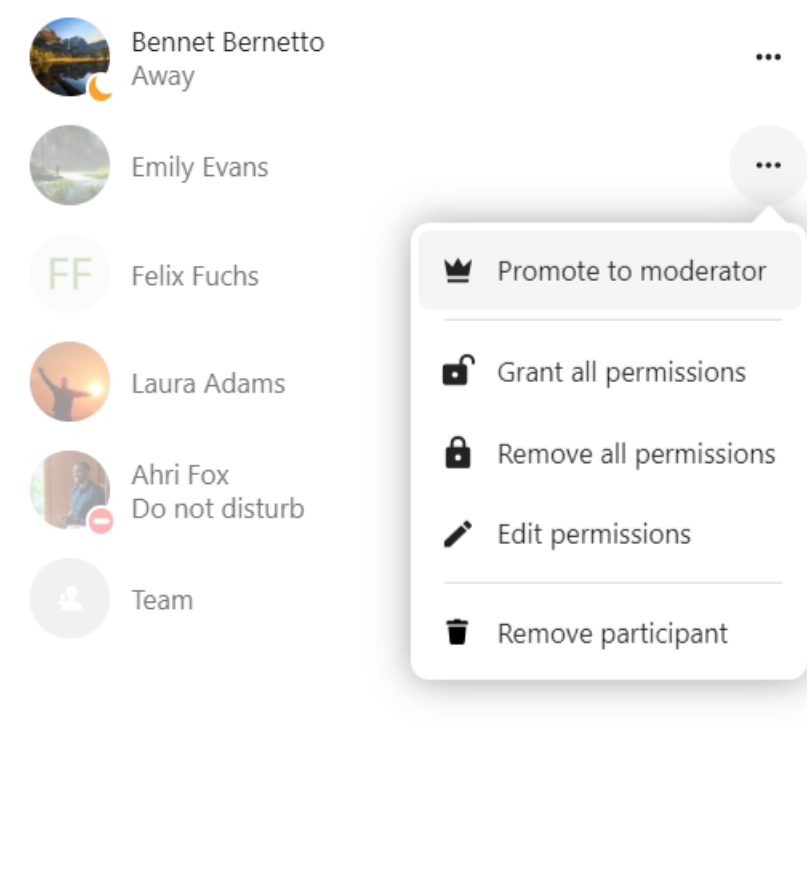 Bennet Bernetto
Away
Emily Evans
FF
Felix Fuchs
Laura Adams
Ahri Fox
Do not disturb
Team
Promote to moderator
Grant all permissions
Remove all permissions
Edit permissions
Remove participant